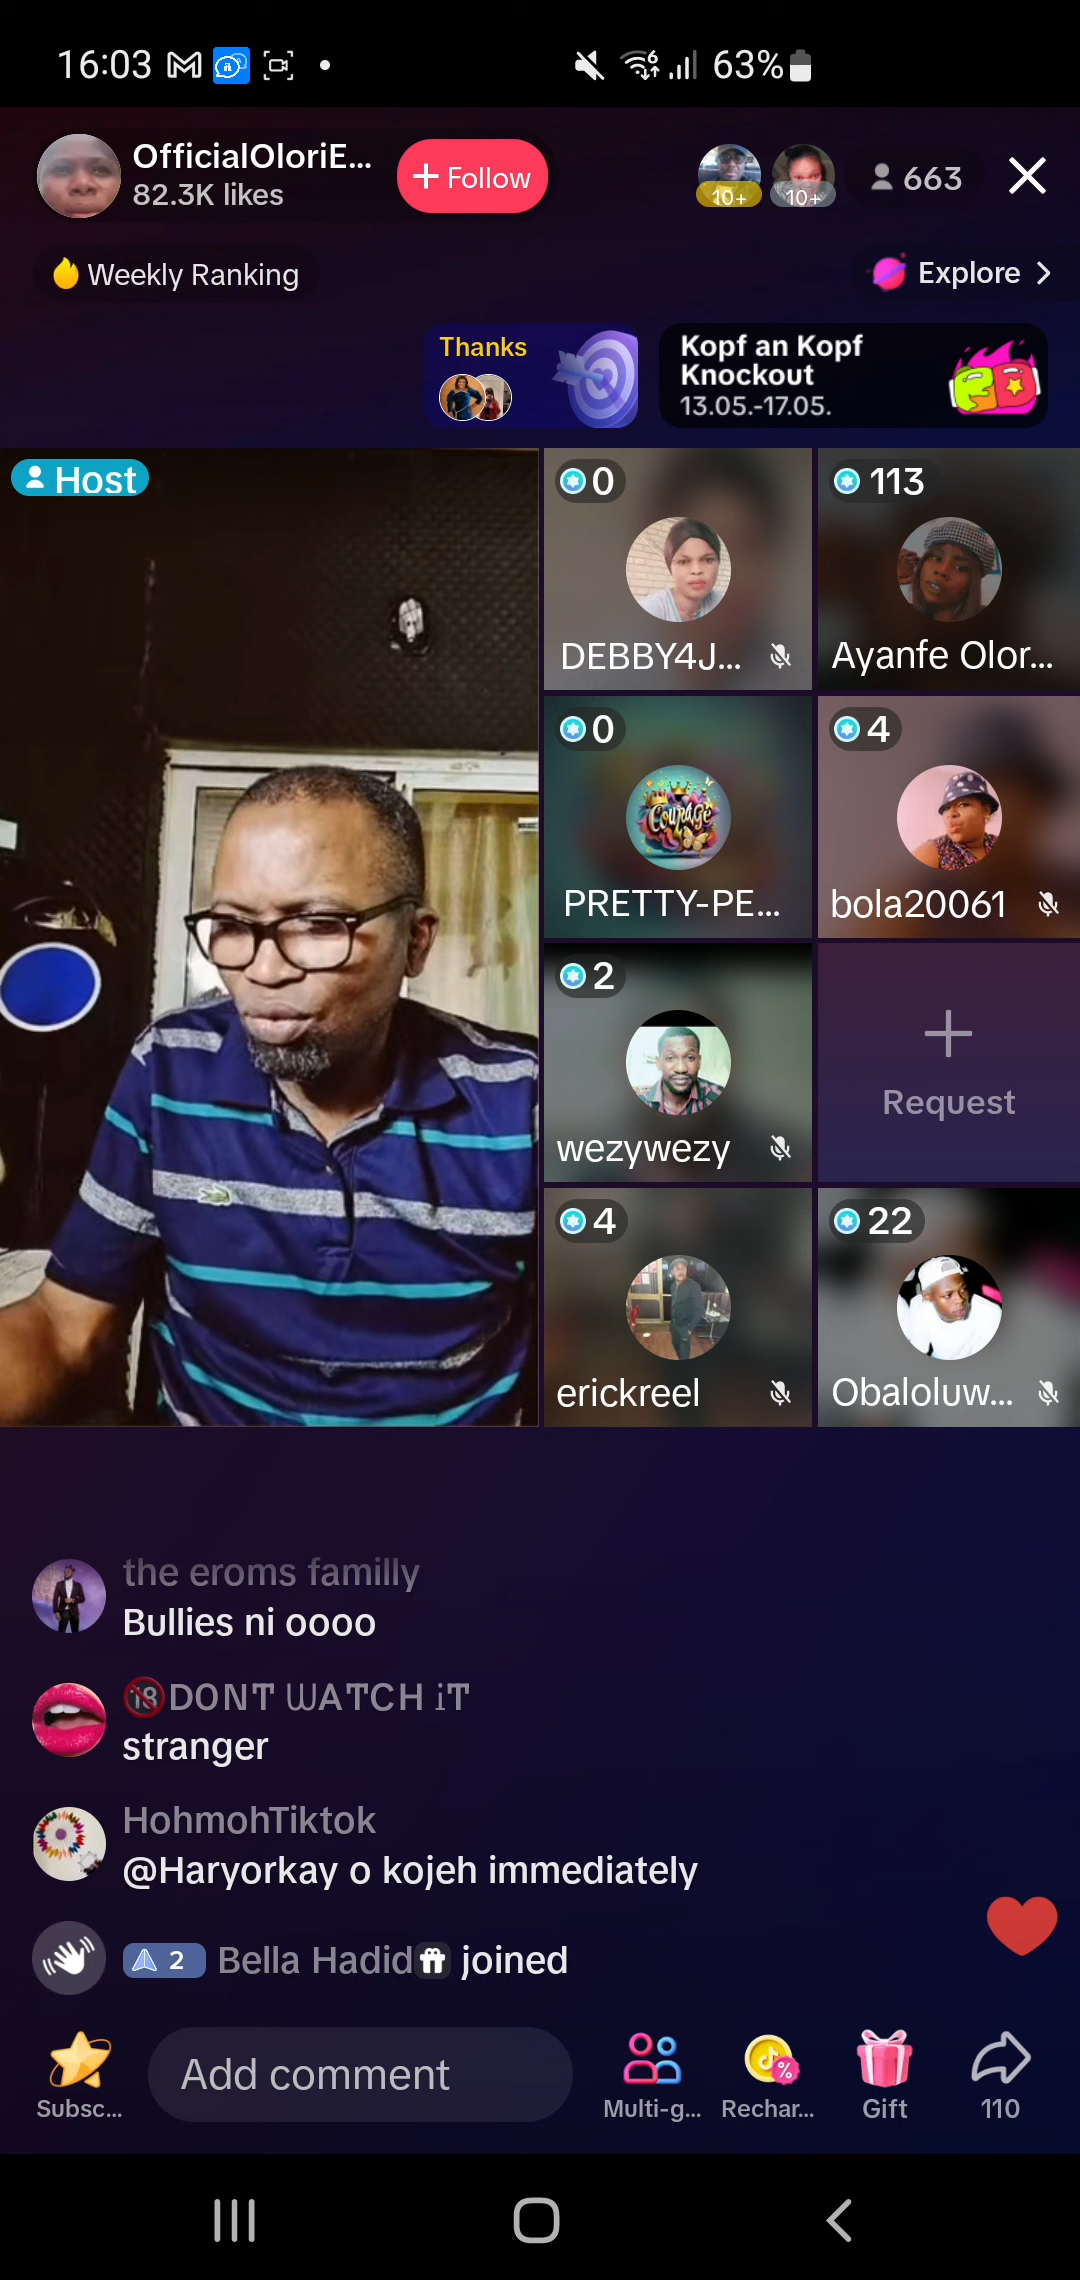 16:03
63%
OfficialOloriE...
82.3K likes
+ Follow
10+
10+
663
Weekly Ranking
Explore
Thanks
Kopf an Kopf
Knockout
13.05.-17.05.
Host
0
DEBBY4J...
113
Ayanfe Olor...
0
Courage
PRETTY-PE...
4
bola20061
2
wezywezy
Request
4
erickreel
22
Obaloluw...
the eroms familly
Bullies ni oooo
🔞DONT WATCH iT
stranger
HohmohTiktok
@Haryorkay o kojeh immediately
2 Bella Hadid joined
Subsc...
Add comment
Multi-g...
Rechar...
Gift
110